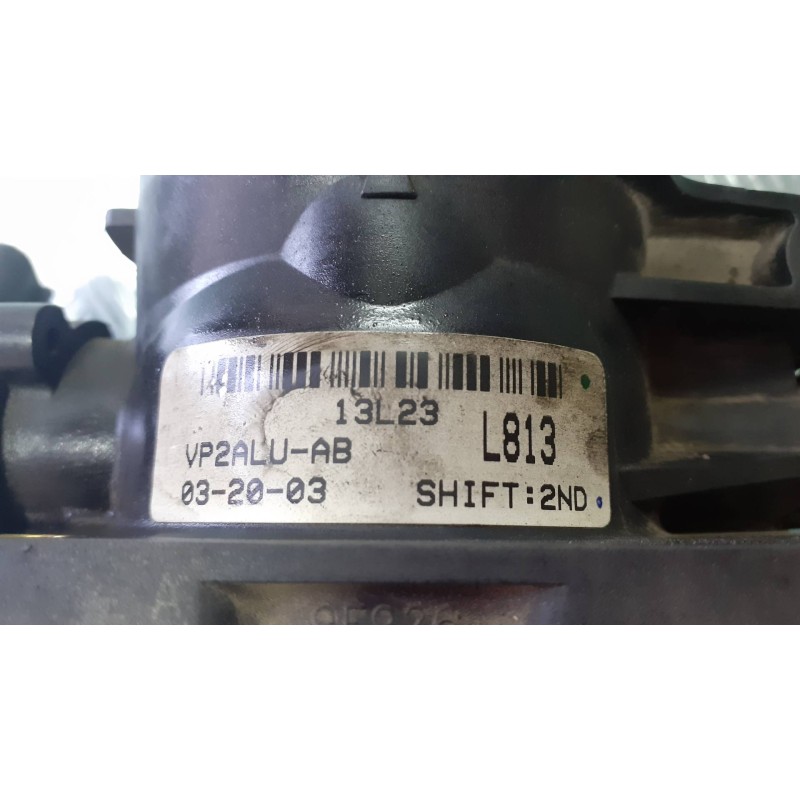 13L23
L813
VP2ALU-AB
03-20-03 SHIFT:2ND